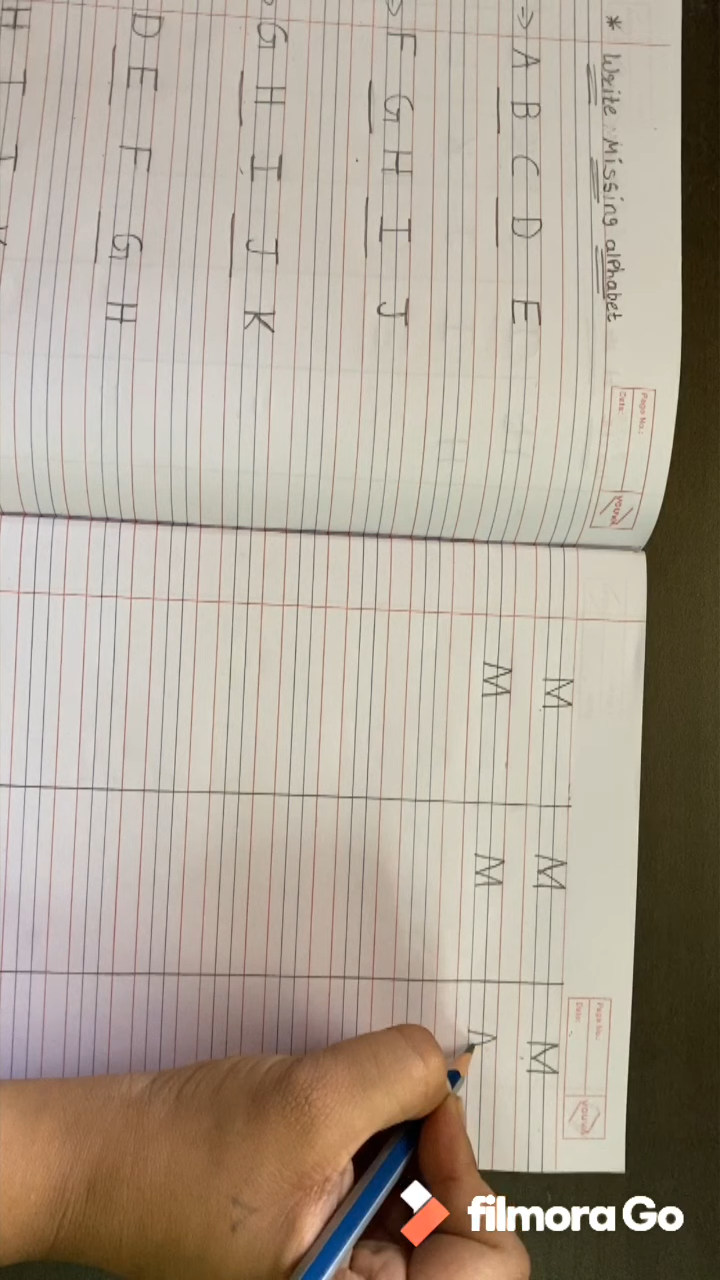 * Write Missing alphabet
→ A B C D E
F G H I J
G H I J K
D E F G H
Page No.:
Date:
youva
M M M
M M
Page No.:
Date:
youva
filmora Go